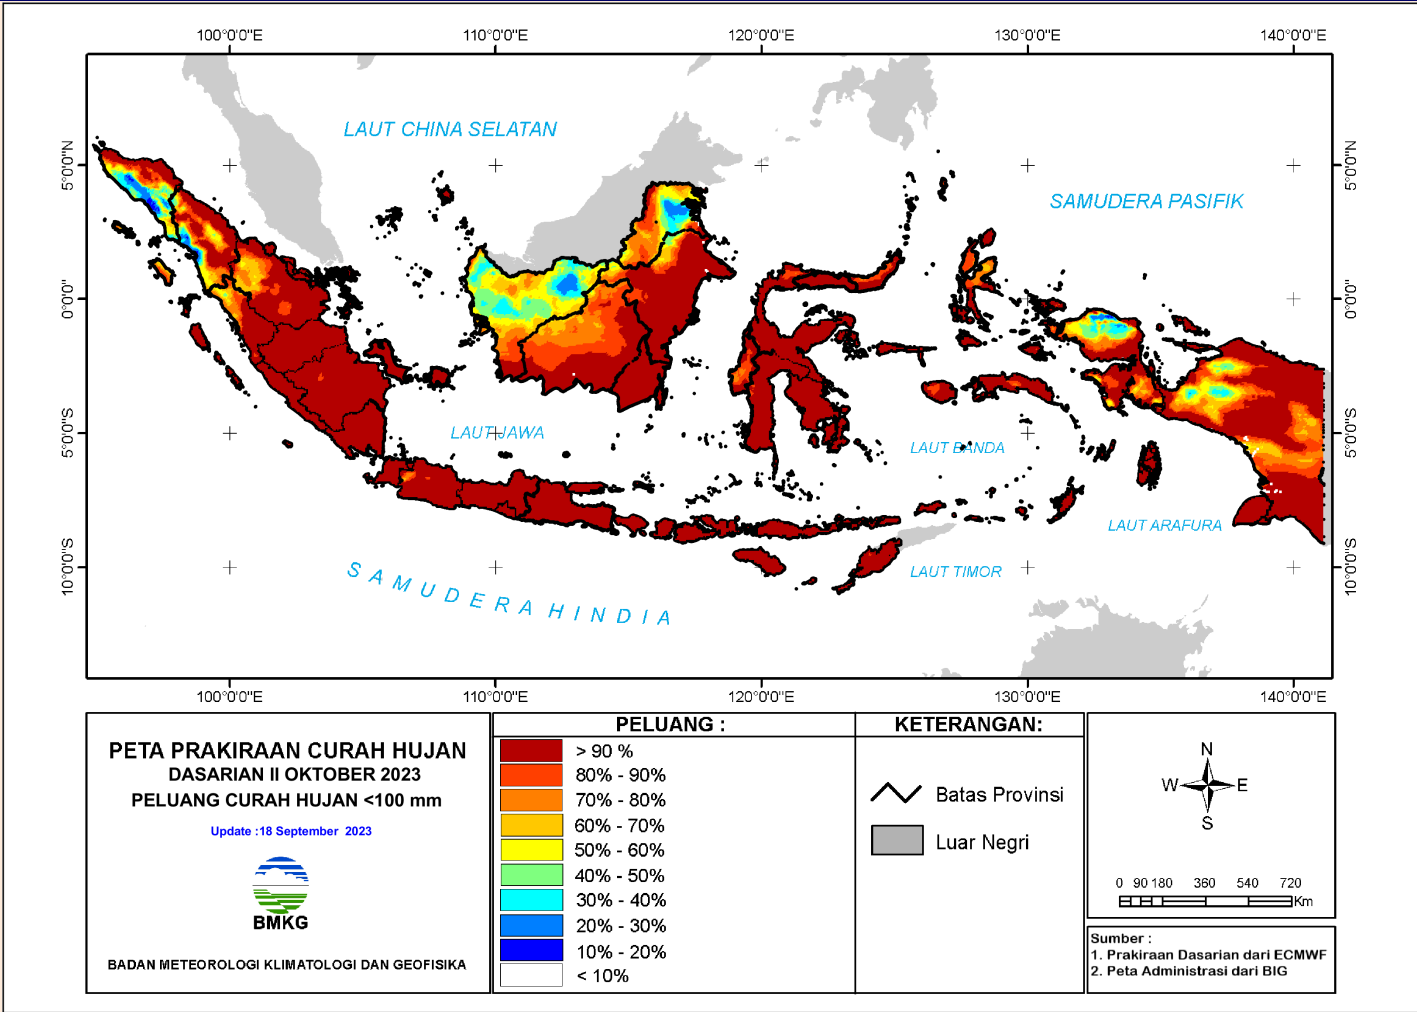 100°0'0"E 110°0'0"E 120°0'0"E 130°0'0"E 140°0'0"E
LAUT CHINA SELATAN
5°0'0"N
5°0'0"N
SAMUDERA PASIFIK
0°0'0"
0°0'0"
LAUT JAWA
5°0'0"S
5°0'0"S
LAUT BANDA
LAUT ARAFURA
10°0'0"S
10°0'0"S
LAUT TIMOR
SAMUDERA HINDIA
100°0'0"E 110°0'0"E 120°0'0"E 130°0'0"E 140°0'0"E
PETA PRAKIRAAN CURAH HUJAN
DASARIAN II OKTOBER 2023
PELUANG CURAH HUJAN <100 mm
Update :18 September 2023
BMKG
BADAN METEOROLOGI KLIMATOLOGI DAN GEOFISIKA
PELUANG :
> 90 %
80% - 90%
70% - 80%
60% - 70%
50% - 60%
40% - 50%
30% - 40%
20% - 30%
10% - 20%
< 10%
KETERANGAN:
Batas Provinsi
Luar Negri
N
W E
S
0 90 180 360 540 720
Km
Sumber :
1. Prakiraan Dasarian dari ECMWF
2. Peta Administrasi dari BIG